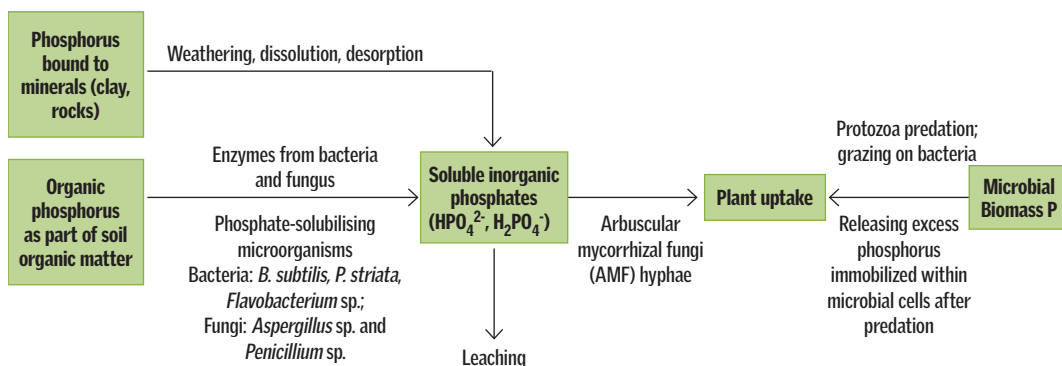 Phosphorus
bound to
minerals (clay,
rocks)
Weathering, dissolution, desorption
Organic
phosphorus
as part of soil
organic matter
Enzymes from bacteria
and fungus
Phosphate-solubilising
microorganisms
Bacteria: B. subtilis, P. striata,
Flavobacterium sp.;
Fungi: Aspergillus sp. and
Penicillium sp.
Soluble inorganic
phosphates
(HPO₄²⁻, H₂PO₄⁻)
Leaching
Arbuscular
mycorrhizal fungi
(AMF) hyphae
Plant uptake
Protozoa predation;
grazing on bacteria
Releasing excess
phosphorus
immobilized within
microbial cells after
predation
Microbial
Biomass P